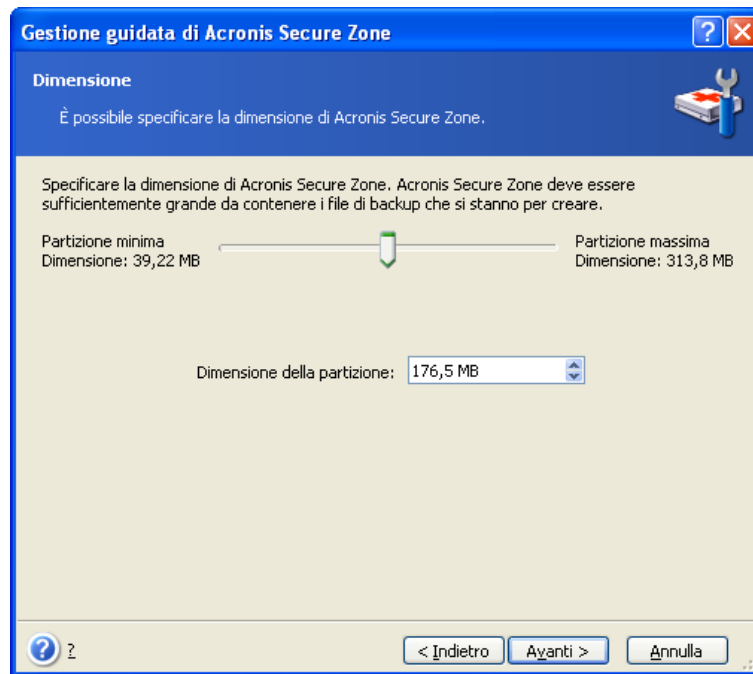 Gestione guidata di Acronis Secure Zone
Dimensione
È possibile specificare la dimensione di Acronis Secure Zone.
Specificare la dimensione di Acronis Secure Zone. Acronis Secure Zone deve essere
sufficientemente grande da contenere i file di backup che si stanno per creare.
Partizione minima
Dimensione: 39,22 MB
Partizione massima
Dimensione: 313,8 MB
Dimensione della partizione: 176,5 MB
? < Indietro Avanti > Annulla